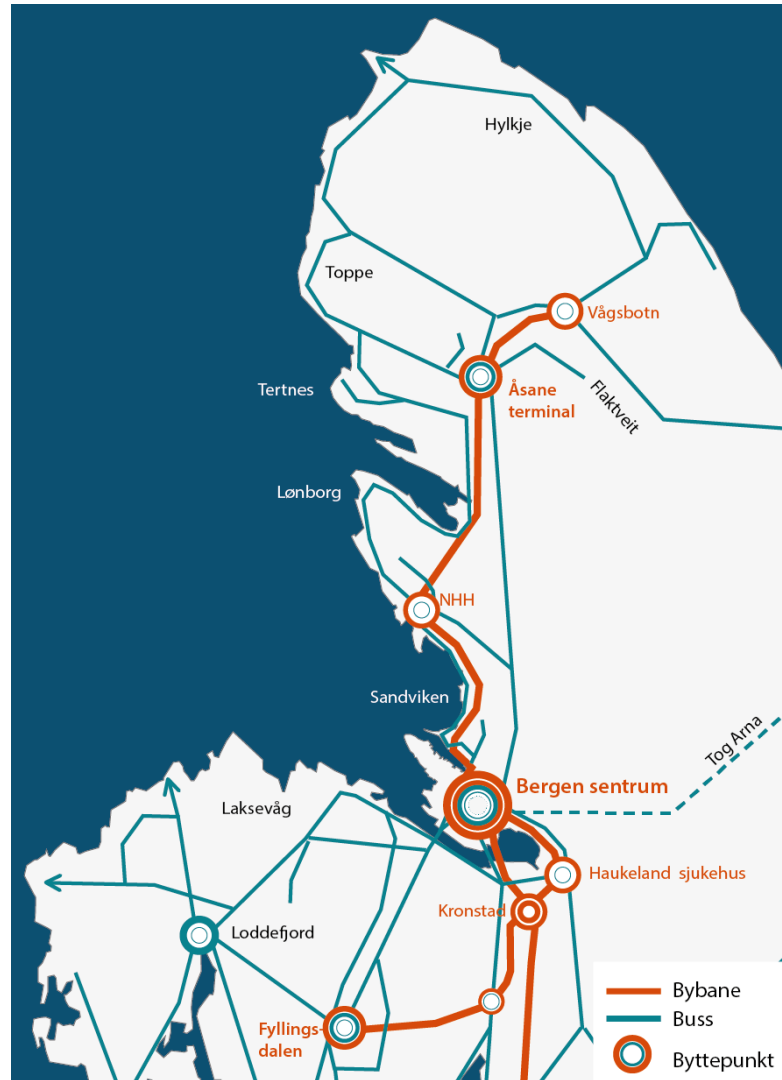 Hylkje
Toppe
Vågsbotn
Tertnes
Åsane
terminal
Flaktveit
Lønborg
NHH
Sandviken
Tog Arna
Bergen sentrum
Laksevåg
Haukeland sjukehus
Kronstad
Loddefjord
Fyllings-
dalen
Bybane
Buss
Byttepunkt